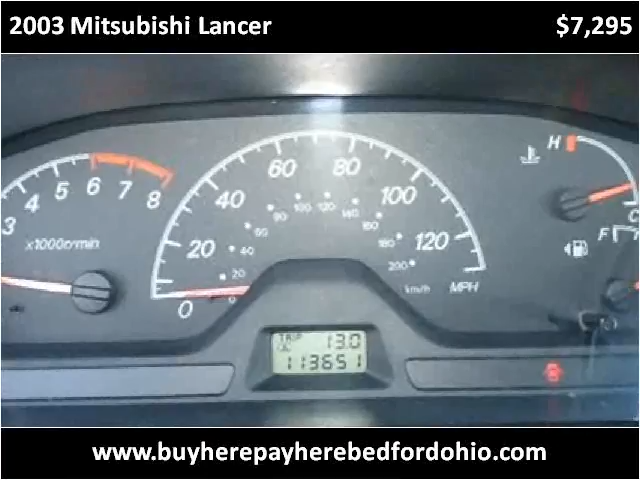 2003 Mitsubishi Lancer $7,295
3 4 5 6 7 8
x1000r/min
0 20 40 60 80 100 120
MPH
0 20 40 60 80 100 120 140 160 180 200
km/h
H
C
F
TRIP A 13.0
113651
www.buyherepayherebedfordohio.com